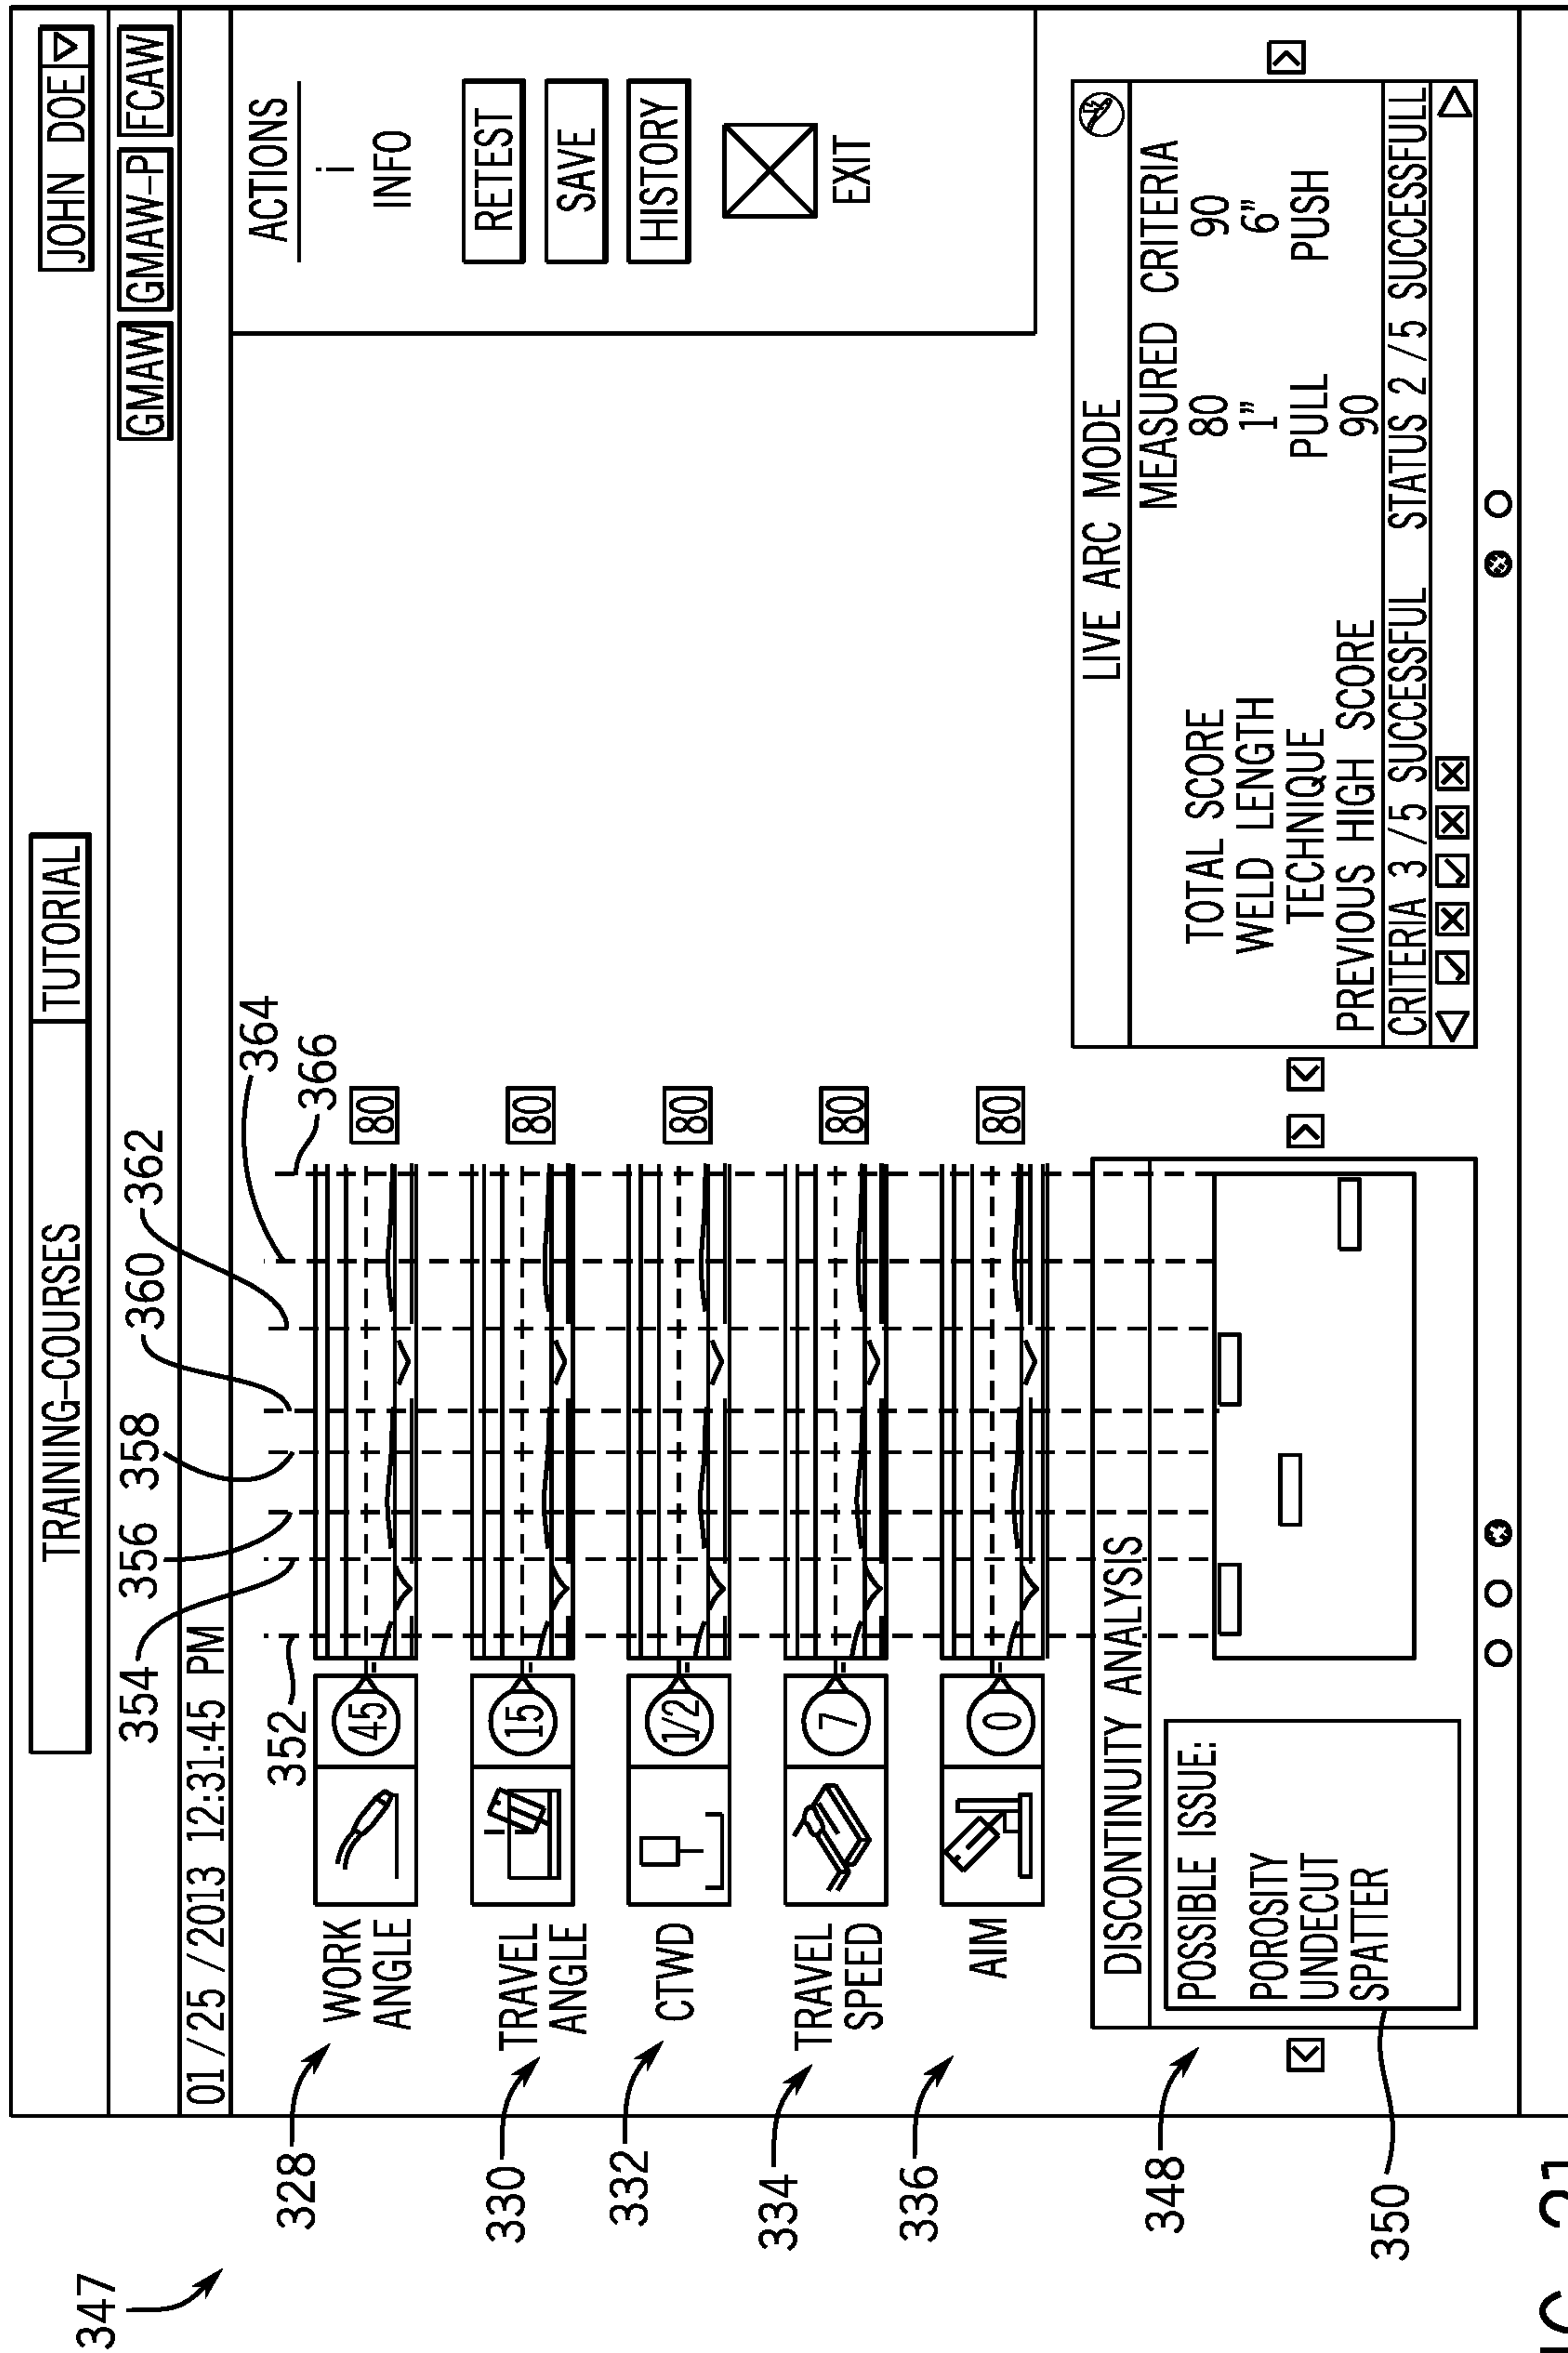 347
TRAINING-COURSES TUTORIAL
JOHN DOE
GMAW GMAW-P FCAW
01/25/2013 12:31:45 PM
354 356 358 360 362
364
366
352
328
WORK
ANGLE
45
80
330
TRAVEL
ANGLE
15
80
332
CTWD
1/2
80
334
TRAVEL
SPEED
7
80
336
AIM
0
80
ACTIONS
i
INFO
RETEST
SAVE
HISTORY
EXIT
348
DISCONTINUITY ANALYSIS
POSSIBLE ISSUE:
POROSITY
UNDECUT
SPATTER
350
LIVE ARC MODE
MEASURED CRITERIA
TOTAL SCORE 80 90
WELD LENGTH 1" 6"
TECHNIQUE PULL PUSH
PREVIOUS HIGH SCORE 90
CRITERIA 3/5 SUCCESSFUL STATUS 2/5 SUCCESSFULL